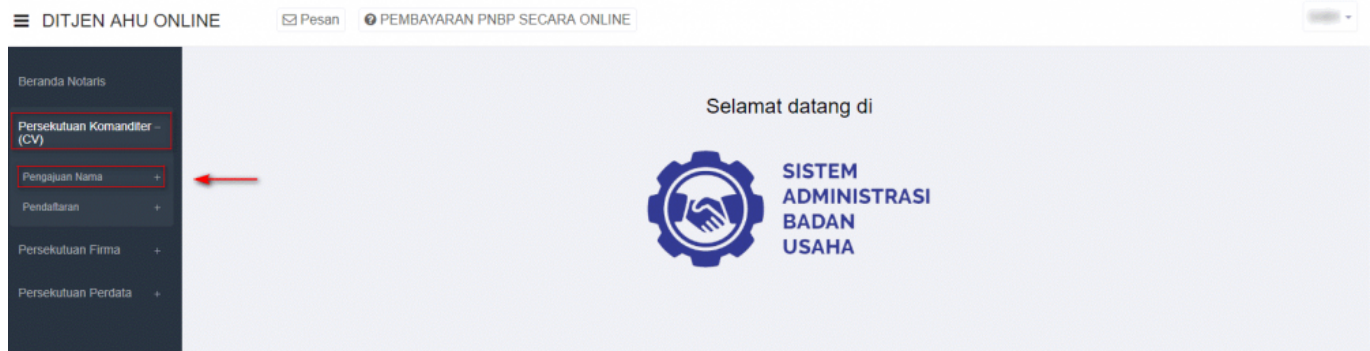 DITJEN AHU ONLINE
Pesan
PEMBAYARAN PNBP SECARA ONLINE
Beranda Notaris
Persekutuan Komanditer –
(CV)
Pengajuan Nama +
Pendaftaran +
Persekutuan Firma +
Persekutuan Perdata +
Selamat datang di
SISTEM
ADMINISTRASI
BADAN
USAHA